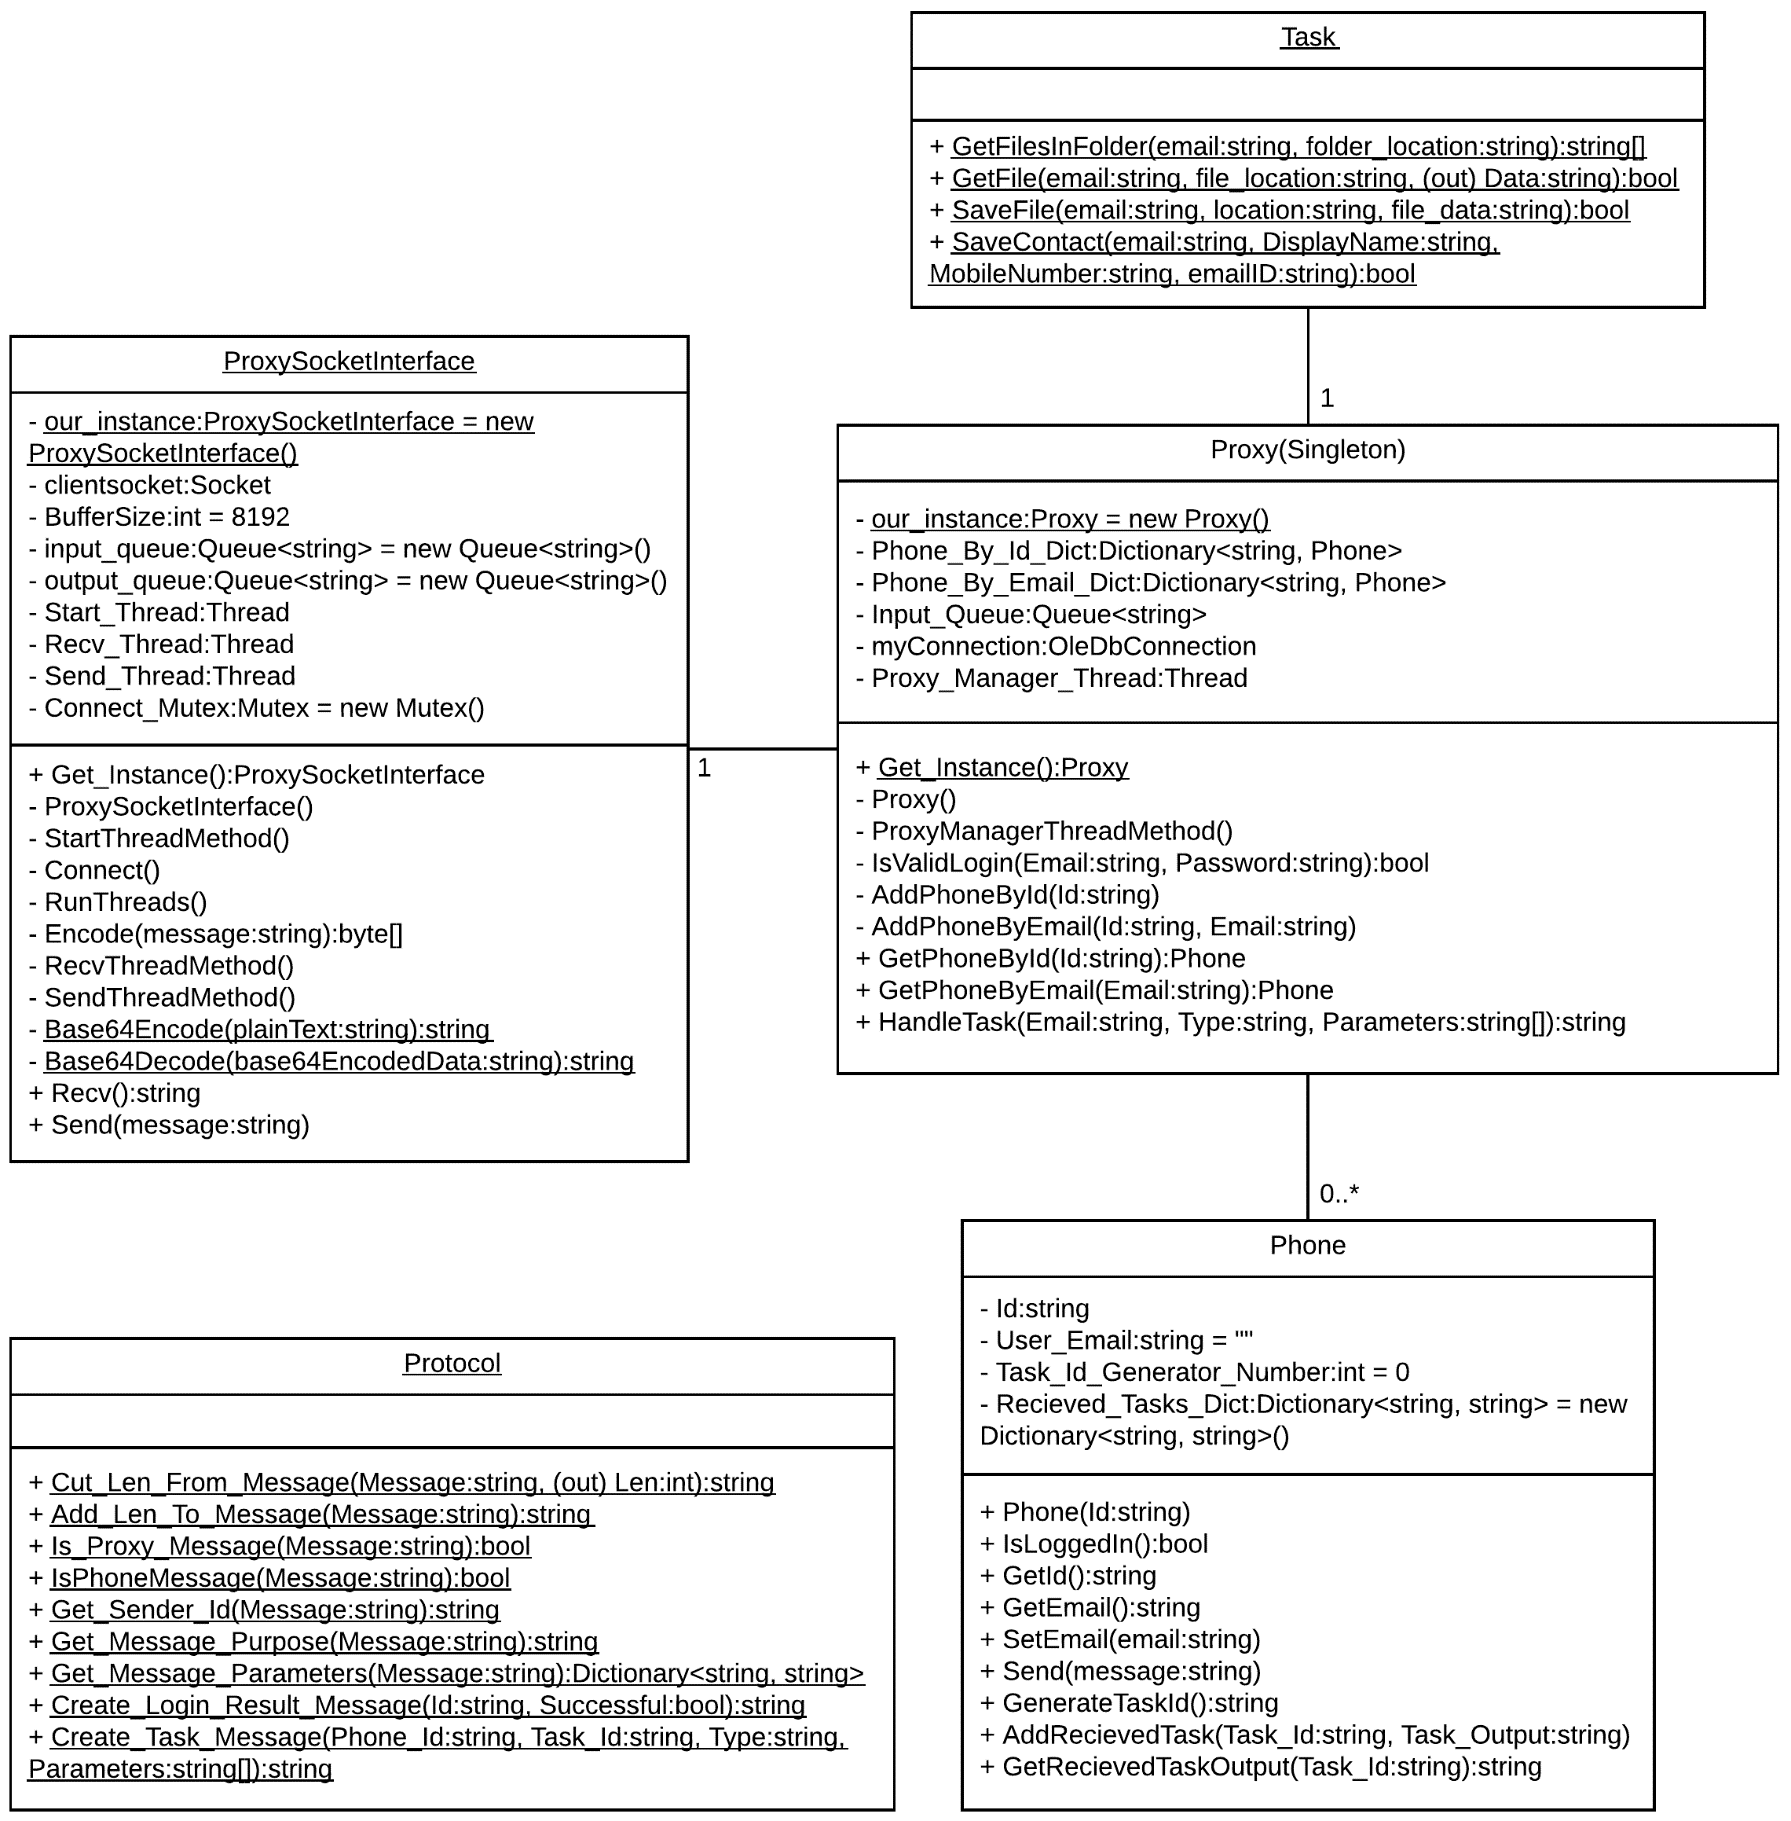 Task
+ GetFilesInFolder(email:string, folder_location:string):string[]
+ GetFile(email:string, file_location:string, (out) Data:string):bool
+ SaveFile(email:string, location:string, file_data:string):bool
+ SaveContact(email:string, DisplayName:string,
MobileNumber:string, emailID:string):bool
1
ProxySocketInterface
- our_instance:ProxySocketInterface = new
ProxySocketInterface()
- clientsocket:Socket
- BufferSize:int = 8192
- input_queue:Queue<string> = new Queue<string>()
- output_queue:Queue<string> = new Queue<string>()
- Start_Thread:Thread
- Recv_Thread:Thread
- Send_Thread:Thread
- Connect_Mutex:Mutex = new Mutex()
+ Get_Instance():ProxySocketInterface
- ProxySocketInterface()
- StartThreadMethod()
- Connect()
- RunThreads()
- Encode(message:string):byte[]
- RecvThreadMethod()
- SendThreadMethod()
- Base64Encode(plainText:string):string
- Base64Decode(base64EncodedData:string):string
+ Recv():string
+ Send(message:string)
1
Proxy(Singleton)
- our_instance:Proxy = new Proxy()
- Phone_By_Id_Dict:Dictionary<string, Phone>
- Phone_By_Email_Dict:Dictionary<string, Phone>
- Input_Queue:Queue<string>
- myConnection:OleDbConnection
- Proxy_Manager_Thread:Thread
+ Get_Instance():Proxy
- Proxy()
- ProxyManagerThreadMethod()
- IsValidLogin(Email:string, Password:string):bool
- AddPhoneById(Id:string)
- AddPhoneByEmail(Id:string, Email:string)
+ GetPhoneById(Id:string):Phone
+ GetPhoneByEmail(Email:string):Phone
+ HandleTask(Email:string, Type:string, Parameters:string[]):string
0..*
Phone
- Id:string
- User_Email:string = ""
- Task_Id_Generator_Number:int = 0
- Recieved_Tasks_Dict:Dictionary<string, string> = new
Dictionary<string, string>()
+ Phone(Id:string)
+ IsLoggedIn():bool
+ GetId():string
+ GetEmail():string
+ SetEmail(email:string)
+ Send(message:string)
+ GenerateTaskId():string
+ AddRecievedTask(Task_Id:string, Task_Output:string)
+ GetRecievedTaskOutput(Task_Id:string):string
Protocol
+ Cut_Len_From_Message(Message:string, (out) Len:int):string
+ Add_Len_To_Message(Message:string):string
+ Is_Proxy_Message(Message:string):bool
+ IsPhoneMessage(Message:string):bool
+ Get_Sender_Id(Message:string):string
+ Get_Message_Purpose(Message:string):string
+ Get_Message_Parameters(Message:string):Dictionary<string, string>
+ Create_Login_Result_Message(Id:string, Successful:bool):string
+ Create_Task_Message(Phone_Id:string, Task_Id:string, Type:string,
Parameters:string[]):string